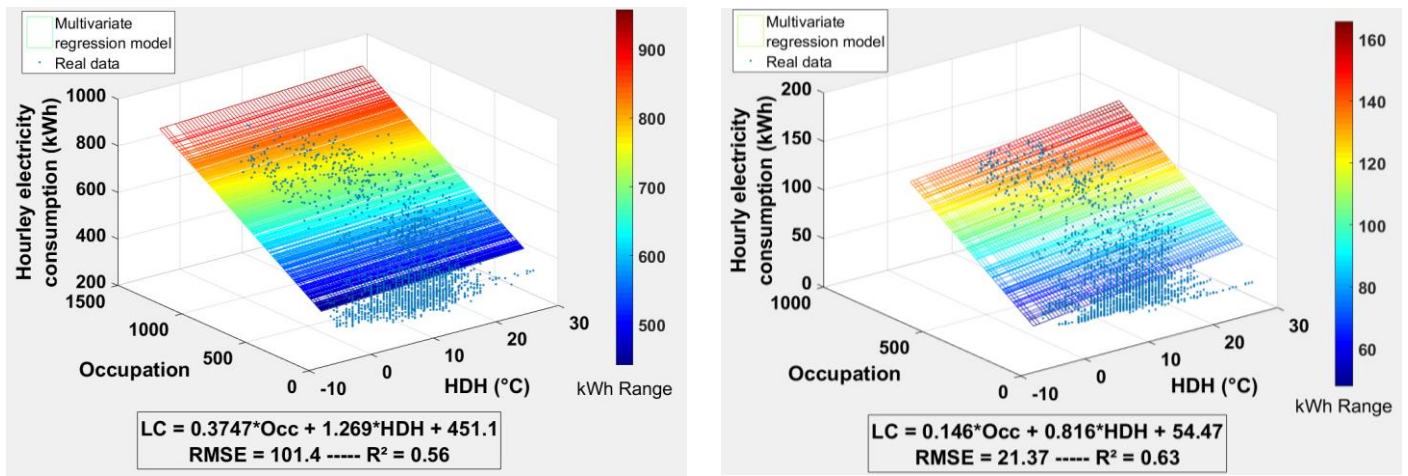 Multivariate
regression model
Real data
Hourley electricity
consumption (kWh)
1000
800
600
400
200
1500
1000
500
0
Occupation
-10
0
10
20
30
HDH (°C)
900
800
700
600
500
kWh Range
LC = 0.3747*Occ + 1.269*HDH + 451.1
RMSE = 101.4 ----- R² = 0.56
Multivariate
regression model
Real data
Hourly electricity
consumption (kWh)
200
150
100
50
0
1000
500
0
Occupation
-10
0
10
20
30
HDH (°C)
160
140
120
100
80
60
kWh Range
LC = 0.146*Occ + 0.816*HDH + 54.47
RMSE = 21.37 ----- R² = 0.63